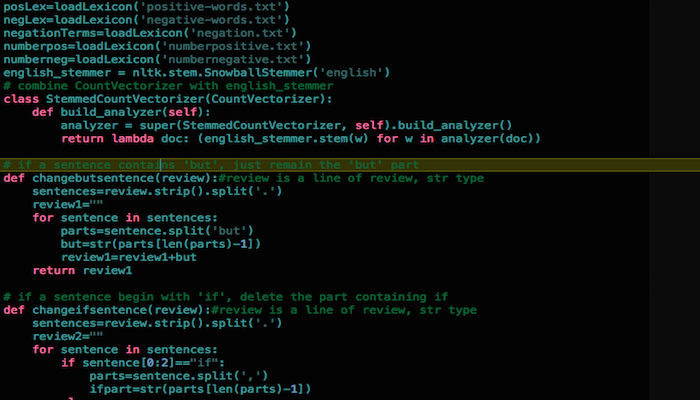 posLex=loadLexicon('positive-words.txt')
negLex=loadLexicon('negative-words.txt')
negationTerms=loadLexicon('negation.txt')
numberpos=loadLexicon('numberpositive.txt')
numberneg=loadLexicon('numbernegative.txt')
english_stemmer = nltk.stem.SnowballStemmer('english')
# combine CountVectorizer with english_stemmer
class StemmedCountVectorizer(CountVectorizer):
    def build_analyzer(self):
        analyzer = super(StemmedCountVectorizer, self).build_analyzer()
        return lambda doc: (english_stemmer.stem(w) for w in analyzer(doc))
# if a sentence contains 'but', just remain the 'but' part
def changebutsentence(review):#review is a line of review, str type
    sentences=review.strip().split('.')
    review1=""
    for sentence in sentences:
        parts=sentence.split('but')
        but=str(parts[len(parts)-1])
        review1=review1+but
    return review1
# if a sentence begin with 'if', delete the part containing if
def changeifsentence(review):#review is a line of review, str type
    sentences=review.strip().split('.')
    review2=""
    for sentence in sentences:
        if sentence[0:2]=="if":
            parts=sentence.split(',')
            ifpart=str(parts[len(parts)-1])